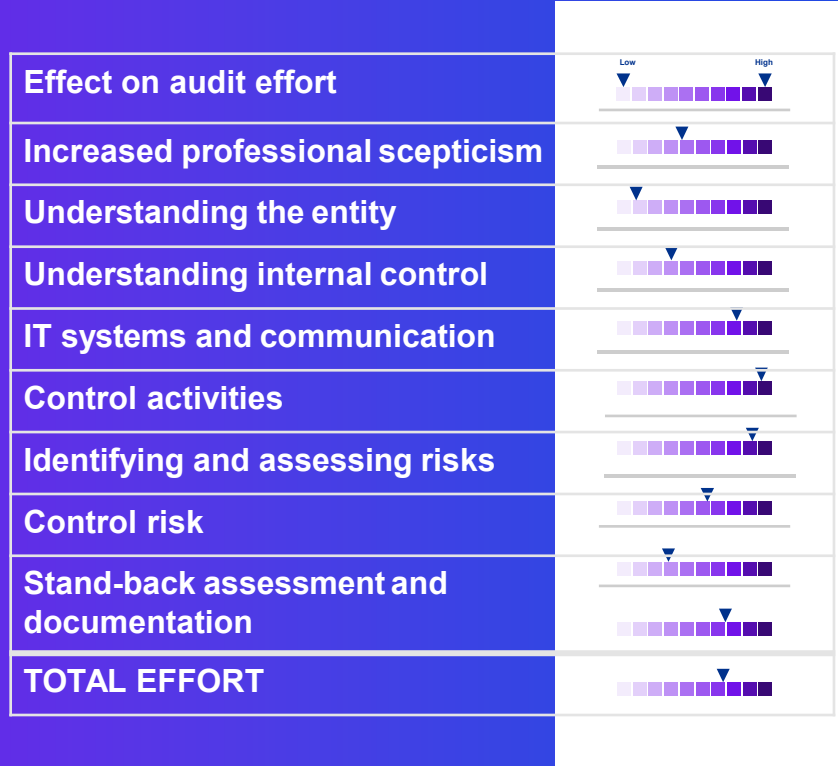 Low
High
Effect on audit effort
Increased professional scepticism
Understanding the entity
Understanding internal control
IT systems and communication
Control activities
Identifying and assessing risks
Control risk
Stand-back assessment and
documentation
TOTAL EFFORT